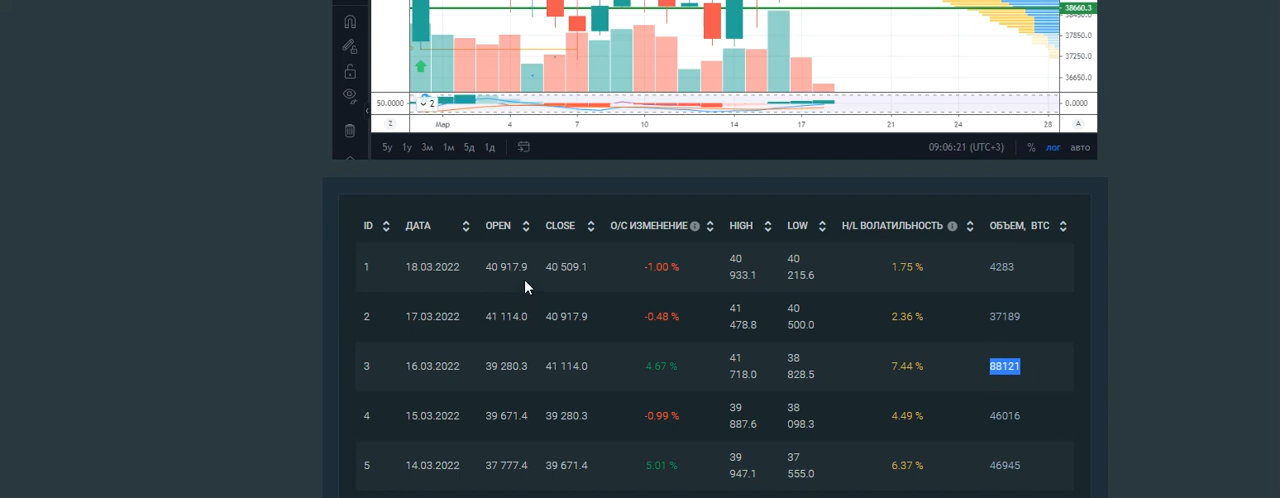 38660.3
38450.0
37850.0
37250.0
36650.0
50.0000
2
0.0000
Z
Мар
4
7
10
14
17
21
24
28
A
5y 1y 3м 1м 5д 1д
09:06:21 (UTC+3)
%
лог
авто
ID ДАТА OPEN CLOSE O/C ИЗМЕНЕНИЕ HIGH LOW H/L ВОЛАТИЛЬНОСТЬ ОБЪЕМ, BTC
1 18.03.2022 40 917.9 40 509.1 -1.00 % 40 933.1 40 215.6 1.75 % 4283
2 17.03.2022 41 114.0 40 917.9 -0.48 % 41 478.8 40 500.0 2.36 % 37189
3 16.03.2022 39 280.3 41 114.0 4.67 % 41 718.0 38 828.5 7.44 % 88121
4 15.03.2022 39 671.4 39 280.3 -0.99 % 39 887.6 38 098.3 4.49 % 46016
5 14.03.2022 37 777.4 39 671.4 5.01 % 39 947.1 37 555.0 6.37 % 46945